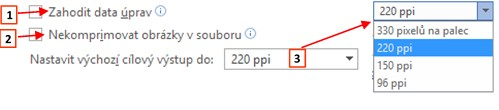 1 Zahodit data úprav
2 Nekomprimovat obrázky v souboru
Nastavit výchozí cílový výstup do: 220 ppi 3
220 ppi
330 pixelů na palec
220 ppi
150 ppi
96 ppi